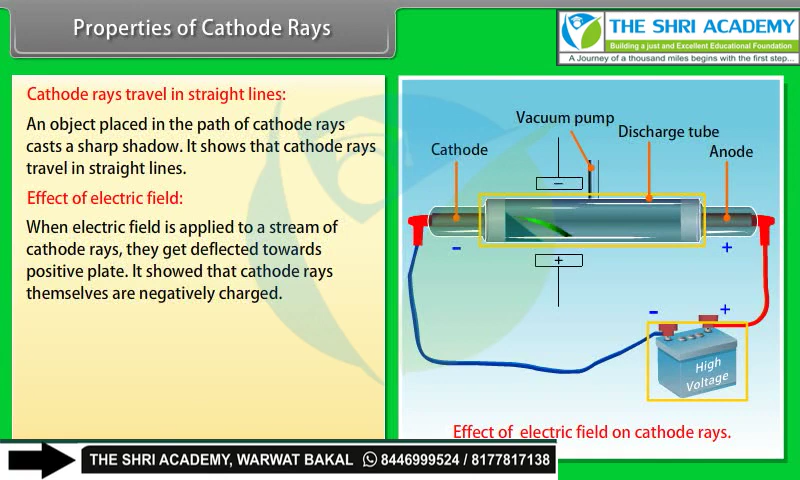 Properties of Cathode Rays
THE SHRI ACADEMY
Building a just and Excellent Educational Foundation
A Journey of a thousand miles begins with the first step...
Cathode rays travel in straight lines:
An object placed in the path of cathode rays
casts a sharp shadow. It shows that cathode rays
travel in straight lines.
Effect of electric field:
When electric field is applied to a stream of
cathode rays, they get deflected towards
positive plate. It showed that cathode rays
themselves are negatively charged.
Vacuum pump
Discharge tube
Cathode
Anode
−
- +
+
- +
High
Voltage
Effect of electric field on cathode rays.
THE SHRI ACADEMY, WARWAT BAKAL 8446999524 / 8177817138